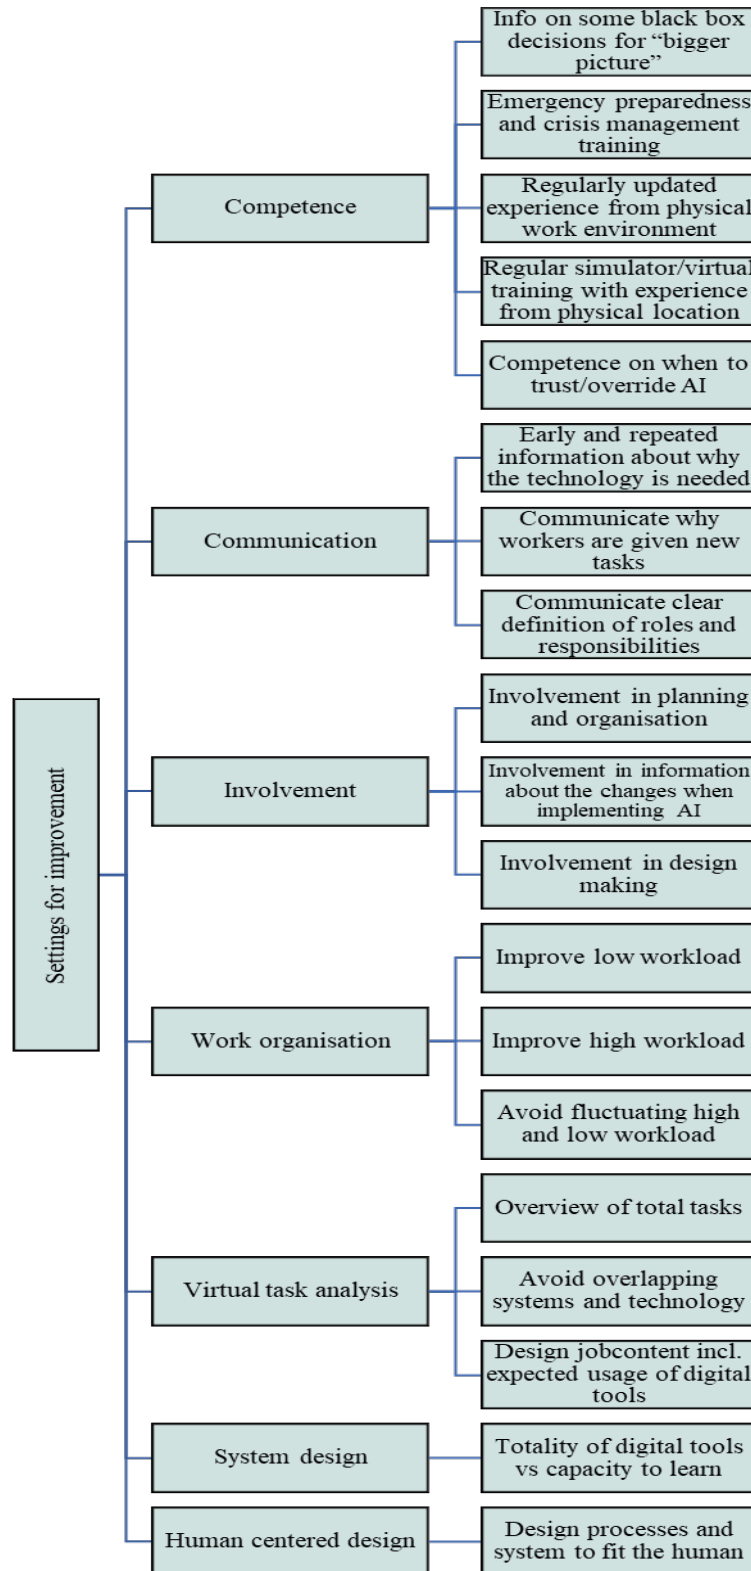 Settings for improvement
Competence
Info on some black box
decisions for “bigger
picture”
Emergency preparedness
and crisis management
training
Regularly updated
experience from physical
work environment
Regular simulator/virtual
training with experience
from physical location
Competence on when to
trust/override AI
Communication
Early and repeated
information about why
the technology is needed
Communicate why
workers are given new
tasks
Communicate clear
definition of roles and
responsibilities
Involvement
Involvement in planning
and organisation
Involvement in information
about the changes when
implementing AI
Involvement in design
making
Work organisation
Improve low workload
Improve high workload
Avoid fluctuating high
and low workload
Virtual task analysis
Overview of total tasks
Avoid overlapping
systems and technology
Design jobcontent incl.
expected usage of digital
tools
System design
Totality of digital tools
vs capacity to learn
Human centered design
Design processes and
system to fit the human